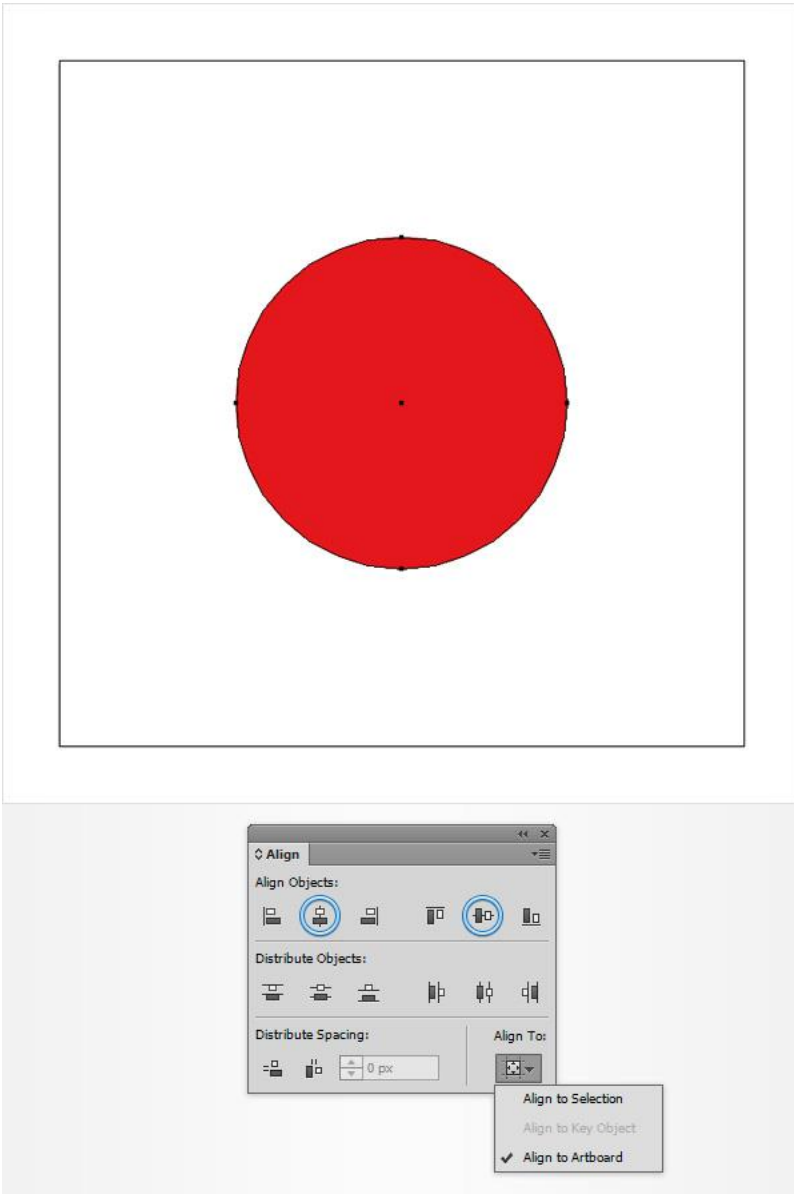 Align
Align Objects:
Distribute Objects:
Distribute Spacing:
Align To:
0 px
Align to Selection
Align to Key Object
Align to Artboard